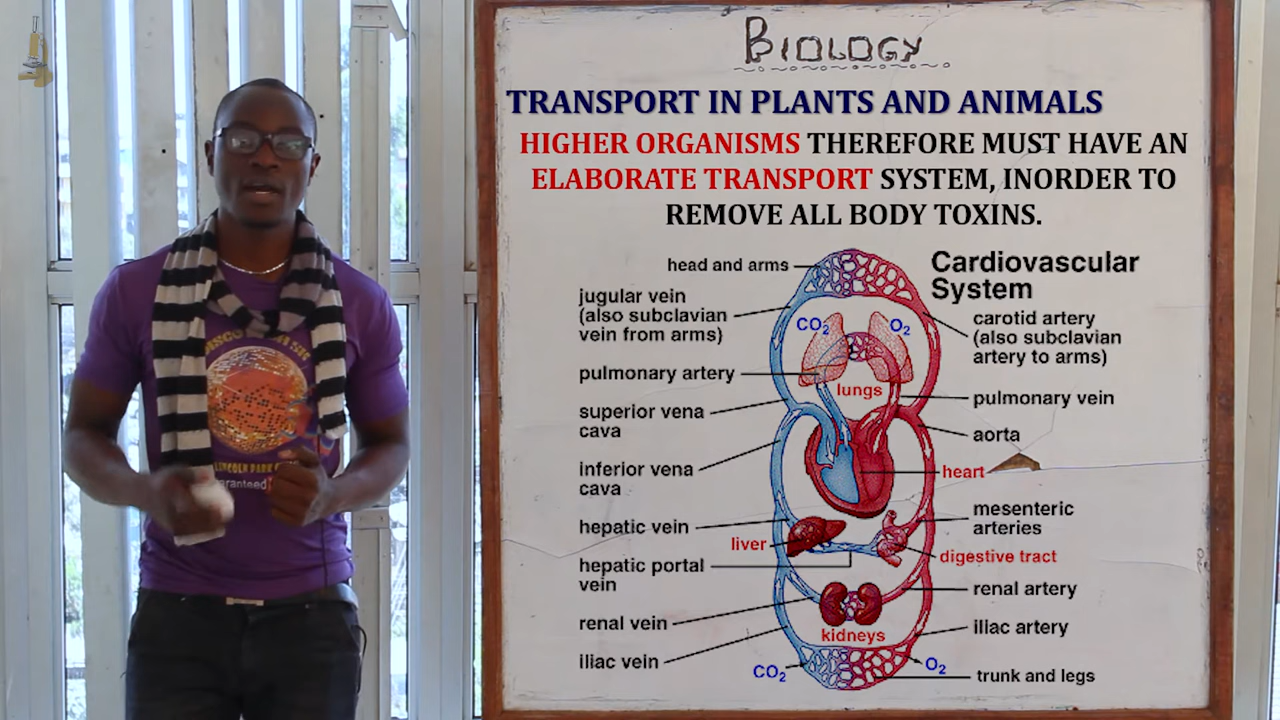 BIOLOGY
TRANSPORT IN PLANTS AND ANIMALS
HIGHER ORGANISMS THEREFORE MUST HAVE AN
ELABORATE TRANSPORT SYSTEM, INORDER TO
REMOVE ALL BODY TOXINS.
Cardiovascular
System
head and arms
jugular vein
(also subclavian
vein from arms)
CO2
O2
carotid artery
(also subclavian
artery to arms)
pulmonary artery
lungs
pulmonary vein
superior vena
cava
aorta
inferior vena
cava
heart
hepatic vein
mesenteric
arteries
liver
digestive tract
hepatic portal
vein
renal artery
renal vein
kidneys
iliac artery
iliac vein
CO2
O2
trunk and legs
LINCOLN PARK